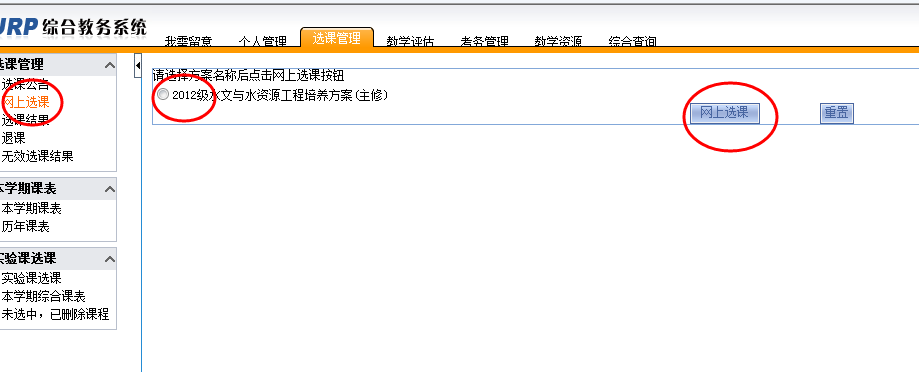 URP 综合教务系统
我需留意 个人管理 选课管理 教学评估 考务管理 教学资源 综合查询
选课管理
选课公告
网上选课
选课结果
退课
无效选课结果
本学期课表
本学期课表
历年课表
实验课选课
实验课选课
本学期综合课表
未选中，已删除课程
请选择方案名称后点击网上选课按钮
2012级水文与水资源工程培养方案(主修)
网上选课 重置